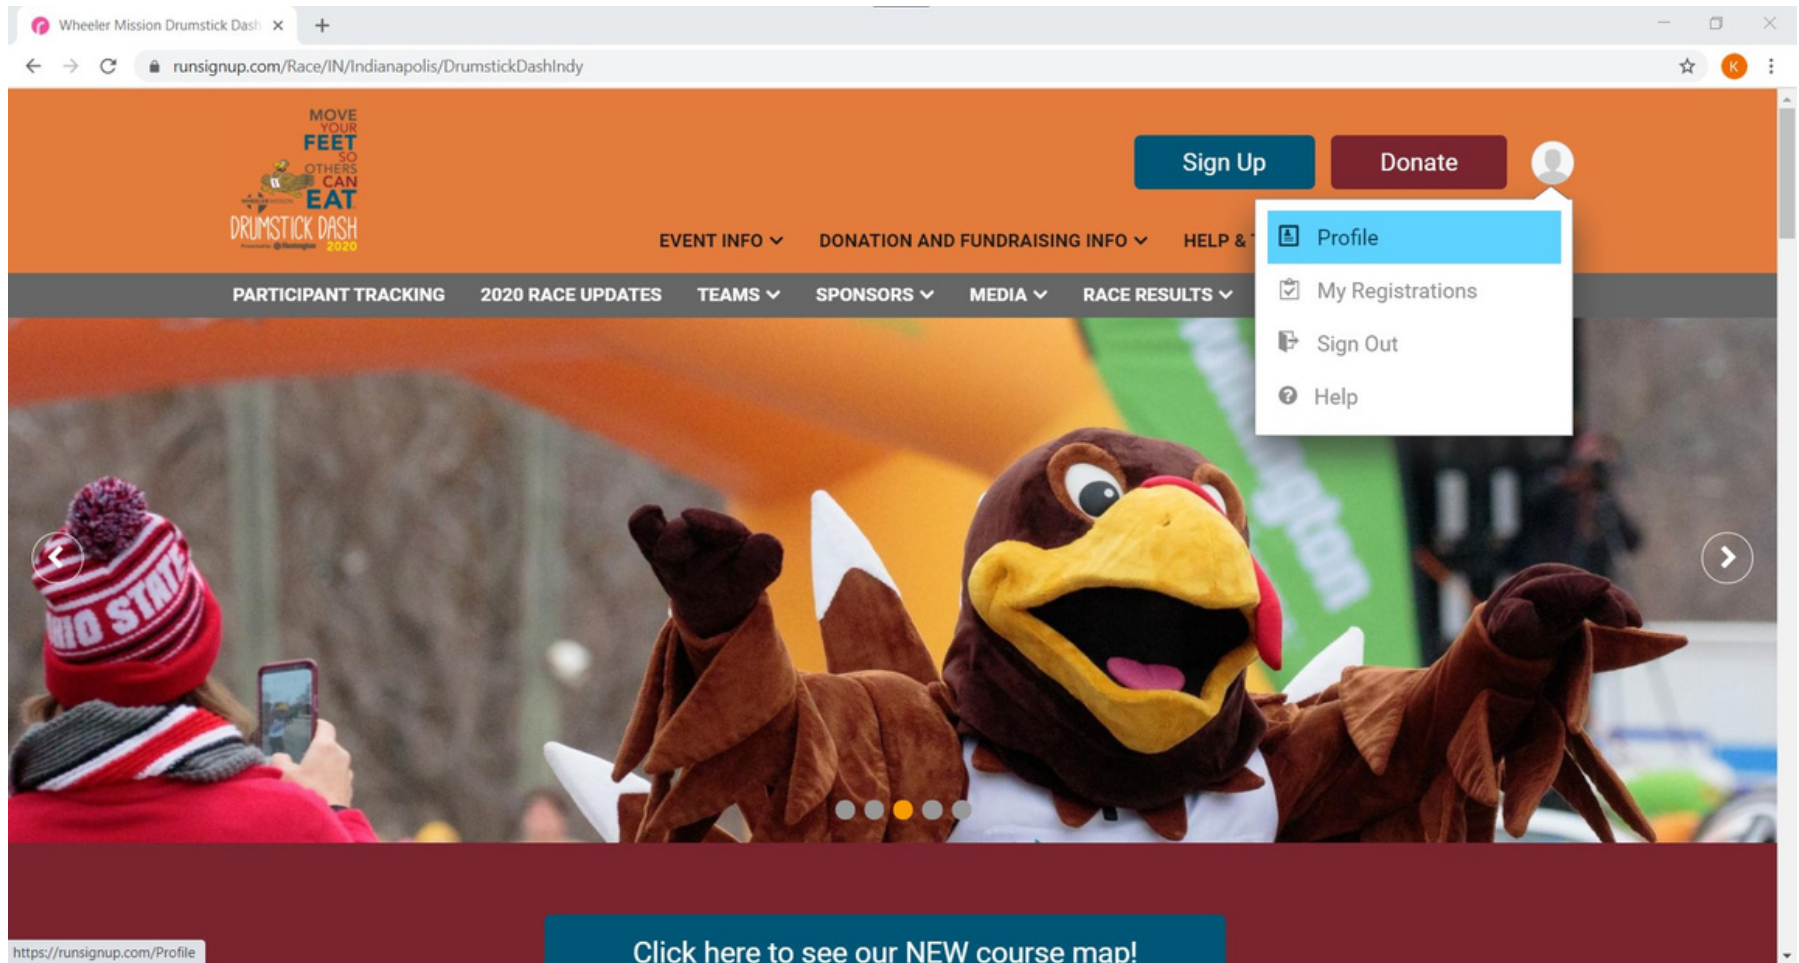 Wheeler Mission Drumstick Dash
runsignup.com/Race/IN/Indianapolis/DrumstickDashIndy
K
MOVE
YOUR
FEET
SO
OTHERS
CAN
EAT
DRUMSTICK DASH
2020
Sign Up
Donate
EVENT INFO
DONATION AND FUNDRAISING INFO
HELP &
Profile
My Registrations
Sign Out
Help
PARTICIPANT TRACKING
2020 RACE UPDATES
TEAMS
SPONSORS
MEDIA
RACE RESULTS
HIO STATE
Click here to see our NEW course map!
https://runsignup.com/Profile